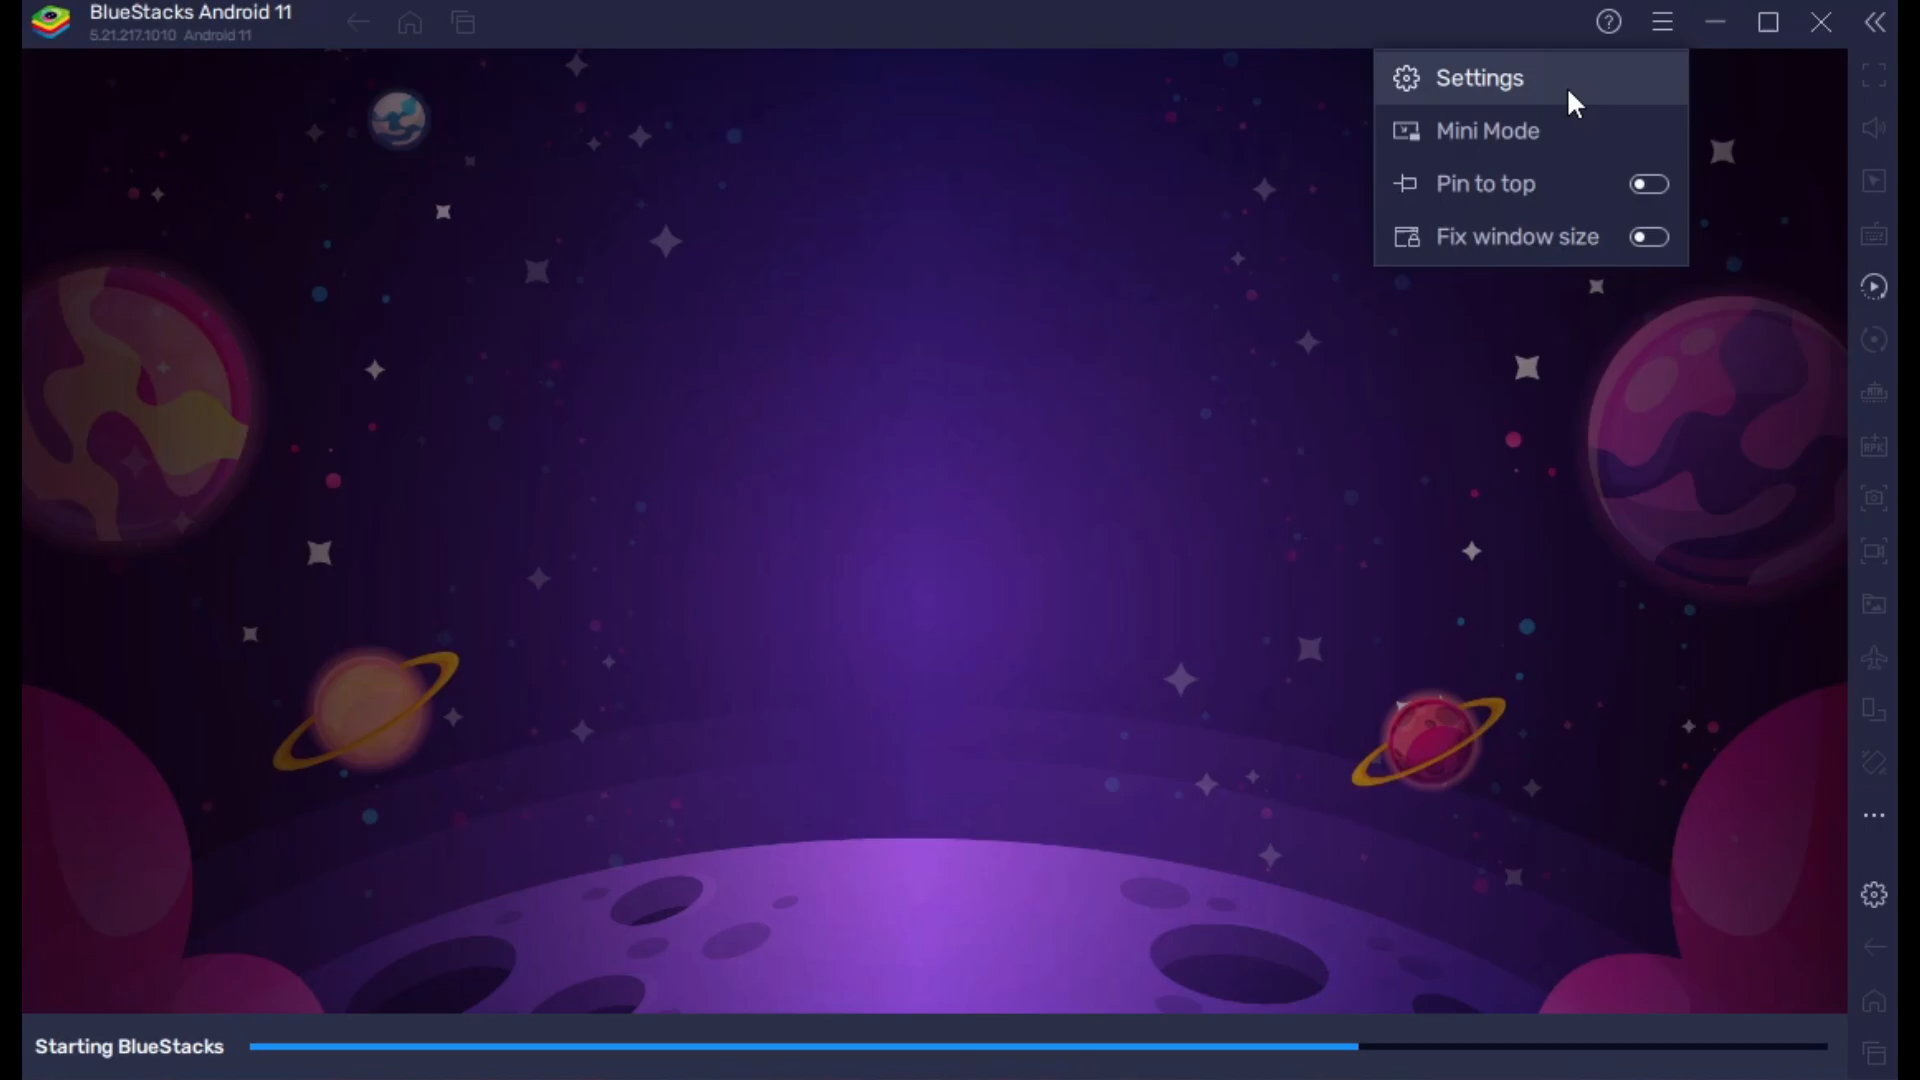 BlueStacks Android 11
5.21.217.1010 Android 11
Settings
Mini Mode
Pin to top
Fix window size
RPK
Starting BlueStacks